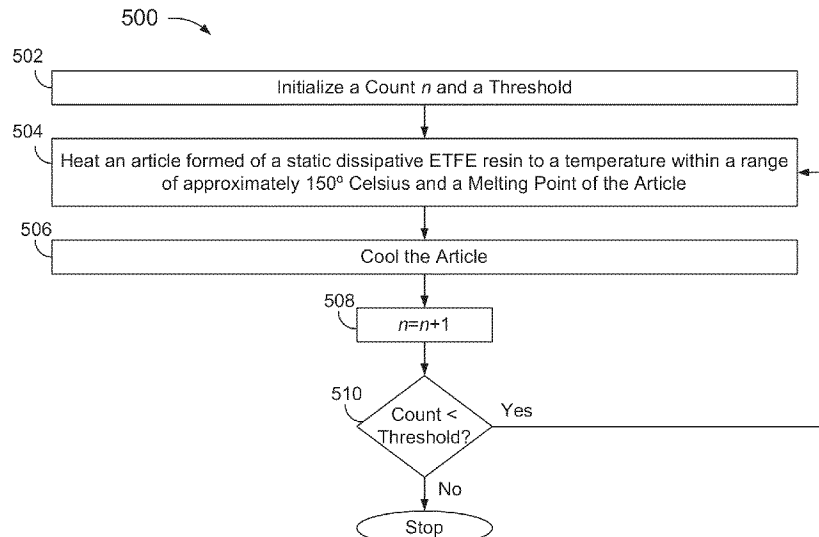 500
502
Initialize a Count n and a Threshold
504
Heat an article formed of a static dissipative ETFE resin to a temperature within a range
of approximately 150º Celsius and a Melting Point of the Article
506
Cool the Article
508
n=n+1
510
Count <
Threshold?
Yes
No
Stop